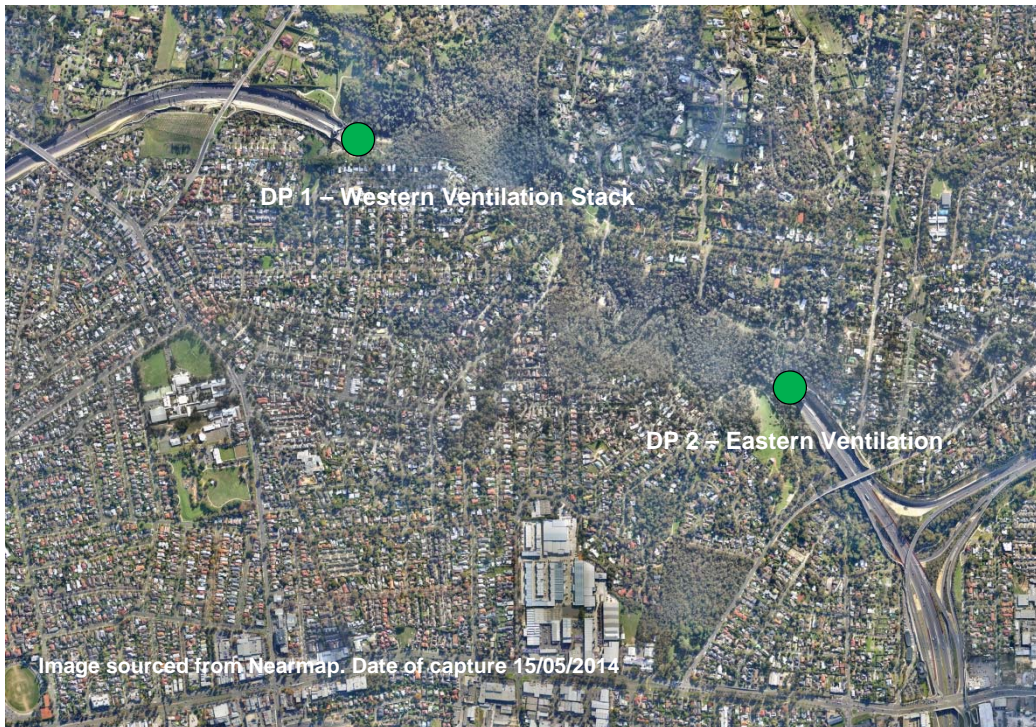 DP 1 – Western Ventilation Stack
DP 2 – Eastern Ventilation
Image sourced from Nearmap. Date of capture 15/05/2014